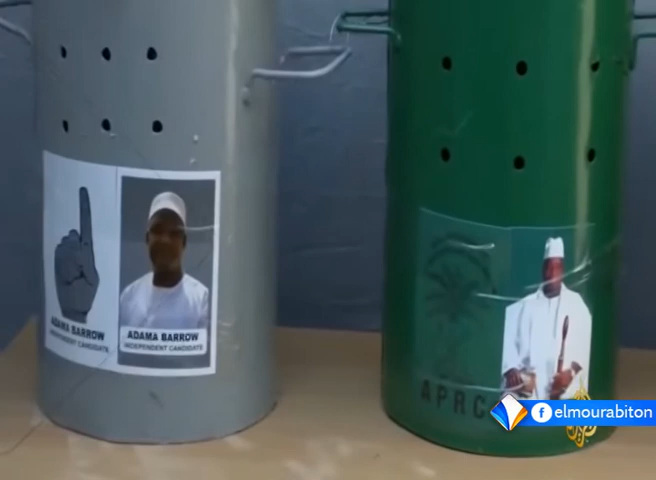 ADAMA BARROW
INDEPENDENT CANDIDATE
ADAMA BARROW
INDEPENDENT CANDIDATE
APRC
elmourabiton